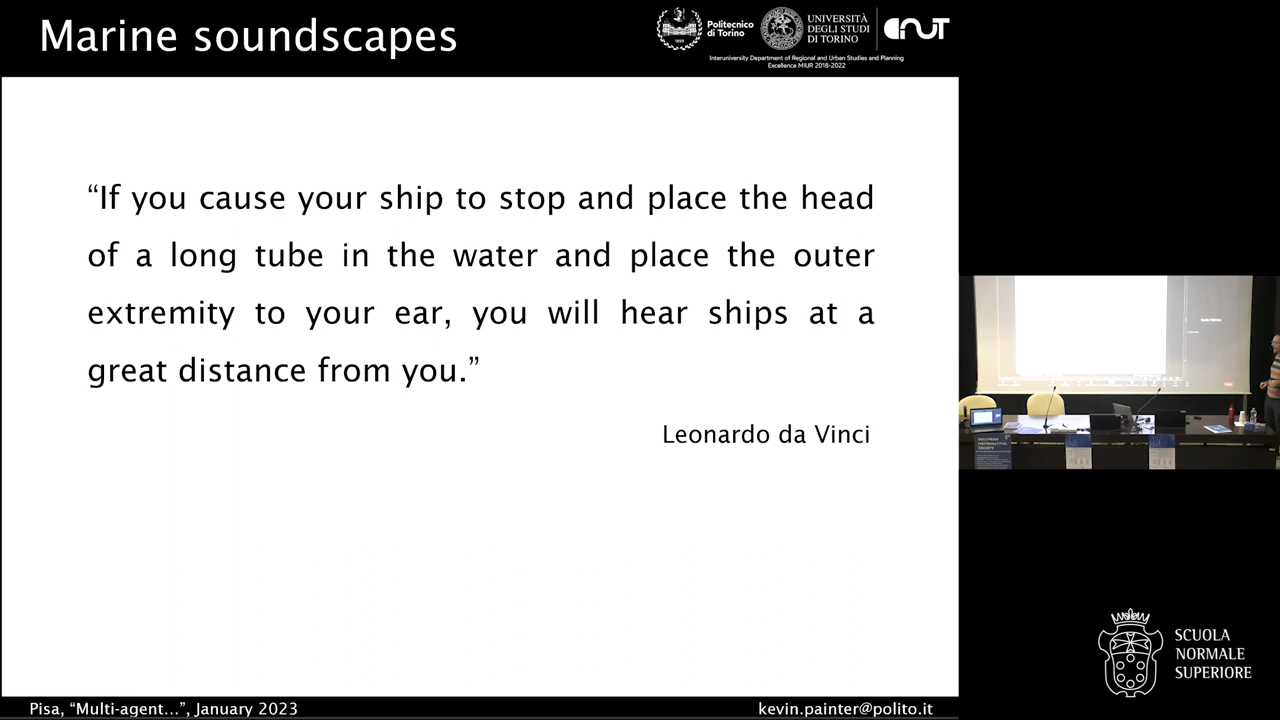 Marine soundscapes
Politecnico
di Torino
1859
UNIVERSITÀ
DEGLI STUDI
DI TORINO
Interuniversity Department of Regional and Urban Studies and Planning
Excellence MIUR 2018-2022
“If you cause your ship to stop and place the head
of a long tube in the water and place the outer
extremity to your ear, you will hear ships at a
great distance from you.”
Leonardo da Vinci
SCUOLA
NORMALE
SUPERIORE
Pisa, “Multi-agent...”, January 2023
kevin.painter@polito.it